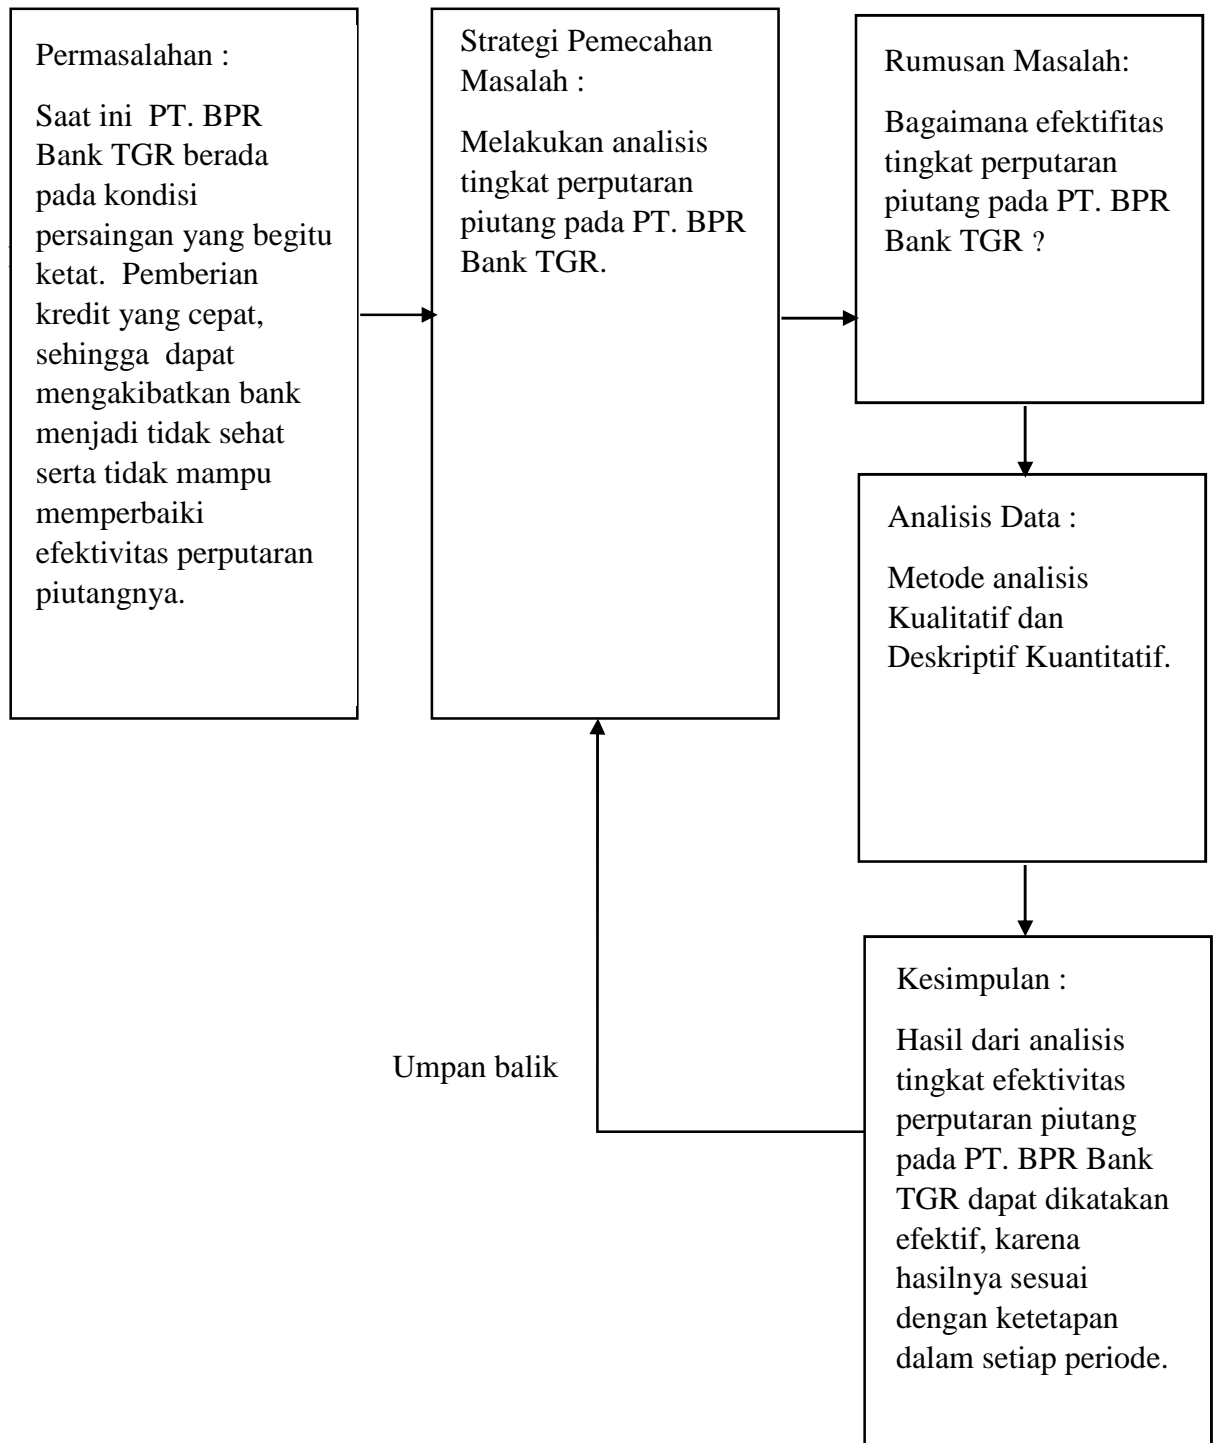 Permasalahan :
Saat ini  PT. BPR
Bank TGR berada
pada kondisi
persaingan yang begitu
ketat.  Pemberian
kredit yang cepat,
sehingga  dapat
mengakibatkan bank
menjadi tidak sehat
serta tidak mampu
memperbaiki
efektivitas perputaran
piutangnya.
Strategi Pemecahan
Masalah :
Melakukan analisis
tingkat perputaran
piutang pada PT. BPR
Bank TGR.
Rumusan Masalah:
Bagaimana efektifitas
tingkat perputaran
piutang pada PT. BPR
Bank TGR ?
Analisis Data :
Metode analisis
Kualitatif dan
Deskriptif Kuantitatif.
Kesimpulan :
Hasil dari analisis
tingkat efektivitas
perputaran piutang
pada PT. BPR Bank
TGR dapat dikatakan
efektif, karena
hasilnya sesuai
dengan ketetapan
dalam setiap periode.
Umpan balik